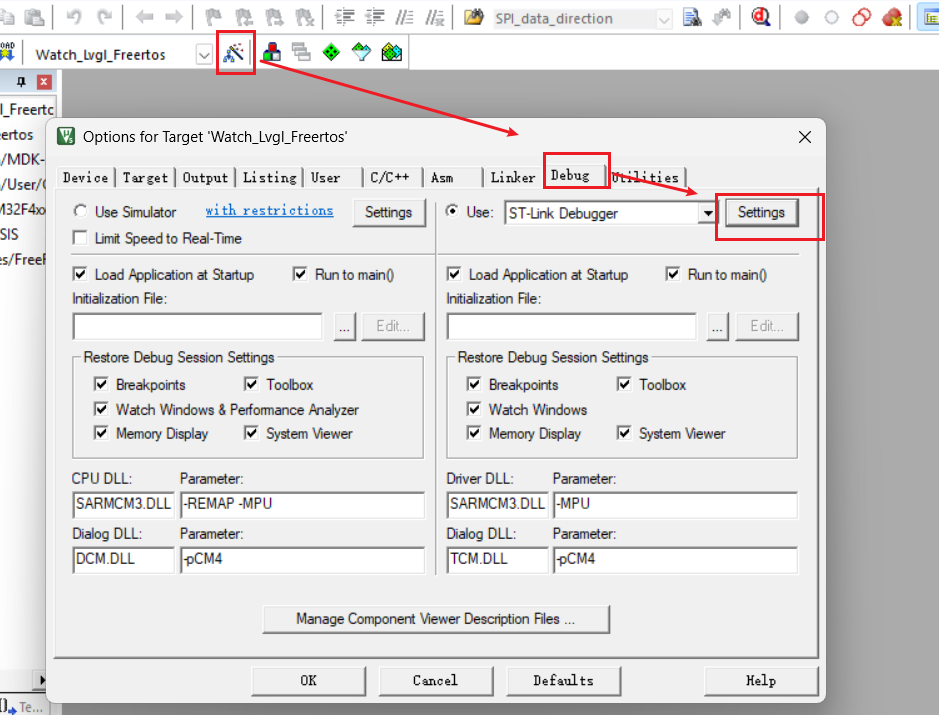 SPI_data_direction
OAD
Watch_Lvgl_Freertos
l_Freertc
ertos
/MDK-
/User/
M32F4xx
SIS
es/FreeF
Te...
Options for Target 'Watch_Lvgl_Freertos'
Device Target Output Listing User C/C++ Asm Linker Debug Utilities
Use Simulator with restrictions Settings Use: ST-Link Debugger Settings
Limit Speed to Real-Time
Load Application at Startup Run to main() Load Application at Startup Run to main()
Initialization File: Initialization File:
... Edit... ... Edit...
Restore Debug Session Settings Restore Debug Session Settings
Breakpoints Toolbox Breakpoints Toolbox
Watch Windows & Performance Analyzer Watch Windows
Memory Display System Viewer Memory Display System Viewer
CPU DLL: Parameter: Driver DLL: Parameter:
SARMCM3.DLL -REMAP -MPU SARMCM3.DLL -MPU
Dialog DLL: Parameter: Dialog DLL: Parameter:
DCM.DLL -pCM4 TCM.DLL -pCM4
Manage Component Viewer Description Files ...
OK Cancel Defaults Help